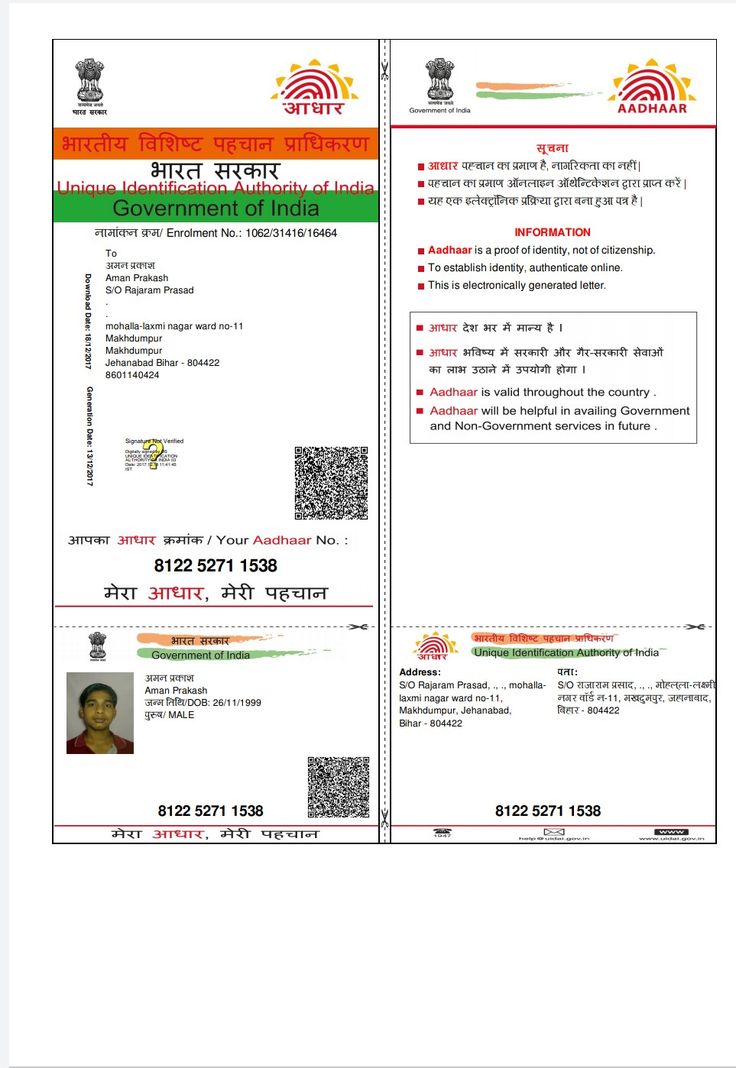 सत्यमेव जयते
भारत सरकार
आधार
भारतीय विशिष्ट पहचान प्राधिकरण
भारत सरकार
Unique Identification Authority of India
Government of India
नामांकन क्रम/ Enrolment No.: 1062/31416/16464
To
अमन प्रकाश
Aman Prakash
S/O Rajaram Prasad
.
.
mohalla-laxmi nagar ward no-11
Makhdumpur
Makhdumpur
Jehanabad Bihar - 804422
8601140424
Download Date: 18/12/2017
Generation Date: 13/12/2017
Signature Not Verified
Digitally signed by DS
UNIQUE IDENTIFICATION
AUTHORITY OF INDIA 03
IST
आपका आधार क्रमांक / Your Aadhaar No. :
8122 5271 1538
मेरा आधार, मेरी पहचान
सत्यमेव जयते
Government of India
AADHAAR
सूचना
आधार पहचान का प्रमाण है, नागरिकता का नहीं |
पहचान का प्रमाण ऑनलाइन ऑथेन्टिकेशन द्वारा प्राप्त करें |
यह एक इलेक्ट्रॉनिक प्रक्रिया द्वारा बना हुआ पत्र है |
INFORMATION
Aadhaar is a proof of identity, not of citizenship.
To establish identity, authenticate online.
This is electronically generated letter.
आधार देश भर में मान्य है ।
आधार भविष्य में सरकारी और गैर-सरकारी सेवाओं
का लाभ उठाने में उपयोगी होगा ।
Aadhaar is valid throughout the country .
Aadhaar will be helpful in availing Government
and Non-Government services in future .
भारत सरकार
Government of India
अमन प्रकाश
Aman Prakash
जन्म तिथि/DOB: 26/11/1999
पुरुष/ MALE
8122 5271 1538
मेरा आधार, मेरी पहचान
आधार
भारतीय विशिष्ट पहचान प्राधिकरण
Unique Identification Authority of India
Address:
S/O Rajaram Prasad, ., ., mohalla-
laxmi nagar ward no-11,
Makhdumpur, Jehanabad,
Bihar - 804422
पता:
S/O राजाराम प्रसाद, ., ., मोहल्ला-लक्ष्मी
नगर वॉर्ड न-11, मखदुमपुर, जहानाबाद,
बिहार - 804422
8122 5271 1538
1947
help@uidai.gov.in
www
www.uidai.gov.in